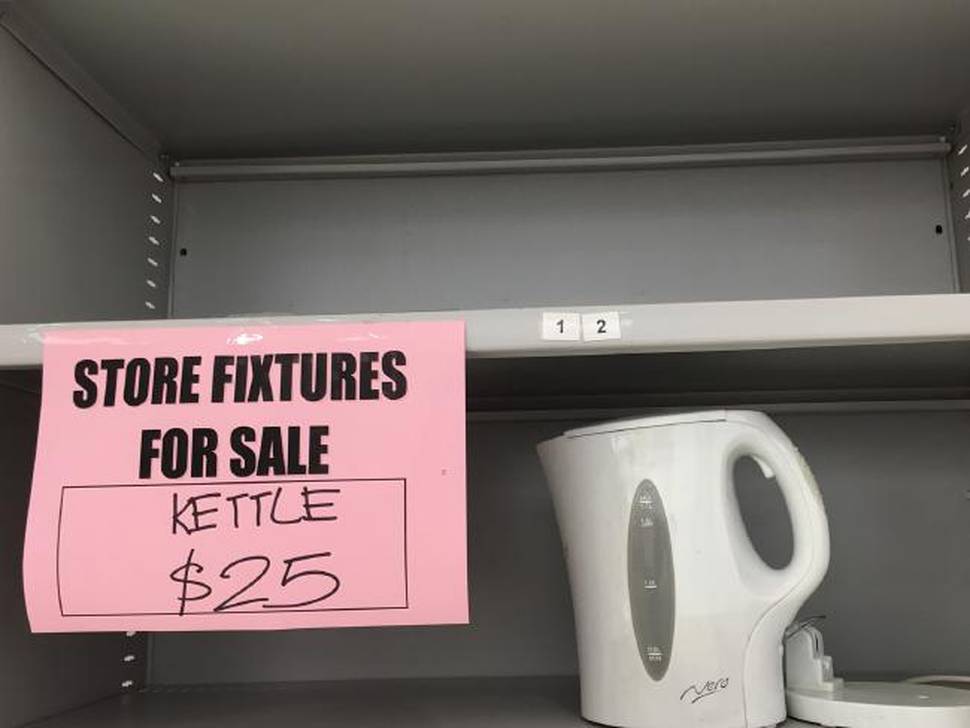 1 2
STORE FIXTURES
FOR SALE
KETTLE
$25
Nero